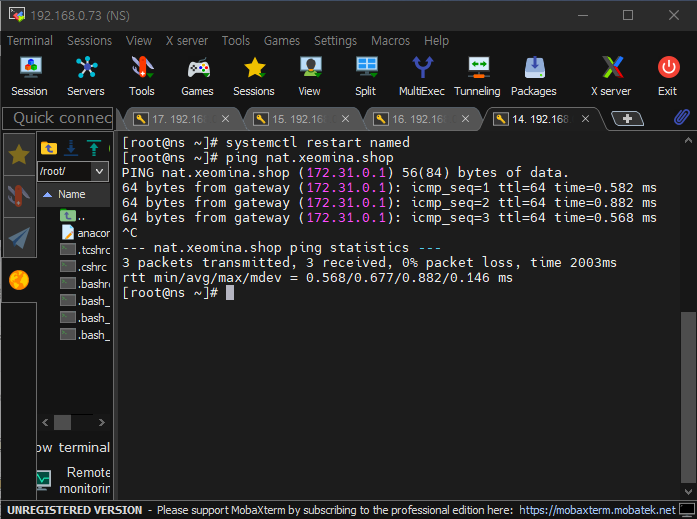 192.168.0.73 (NS)
Terminal Sessions View X server Tools Games Settings Macros Help
Session Servers Tools Games Sessions View Split MultiExec Tunneling Packages X server Exit
Quick connec
17. 192.168
15. 192.168
16. 192.168
14. 192.168
/root/
Name
..
anacon
.tcshrc
.cshrc
.bashrc
.bash_
.bash_
.bash_
ow terminal
Remote
monitorin
[root@ns ~]# systemctl restart named
[root@ns ~]# ping nat.xeomina.shop
PING nat.xeomina.shop (172.31.0.1) 56(84) bytes of data.
64 bytes from gateway (172.31.0.1): icmp_seq=1 ttl=64 time=0.582 ms
64 bytes from gateway (172.31.0.1): icmp_seq=2 ttl=64 time=0.882 ms
64 bytes from gateway (172.31.0.1): icmp_seq=3 ttl=64 time=0.568 ms
^C
--- nat.xeomina.shop ping statistics ---
3 packets transmitted, 3 received, 0% packet loss, time 2003ms
rtt min/avg/max/mdev = 0.568/0.677/0.882/0.146 ms
[root@ns ~]#
UNREGISTERED VERSION - Please support MobaXterm by subscribing to the professional edition here: https://mobaxterm.mobatek.net